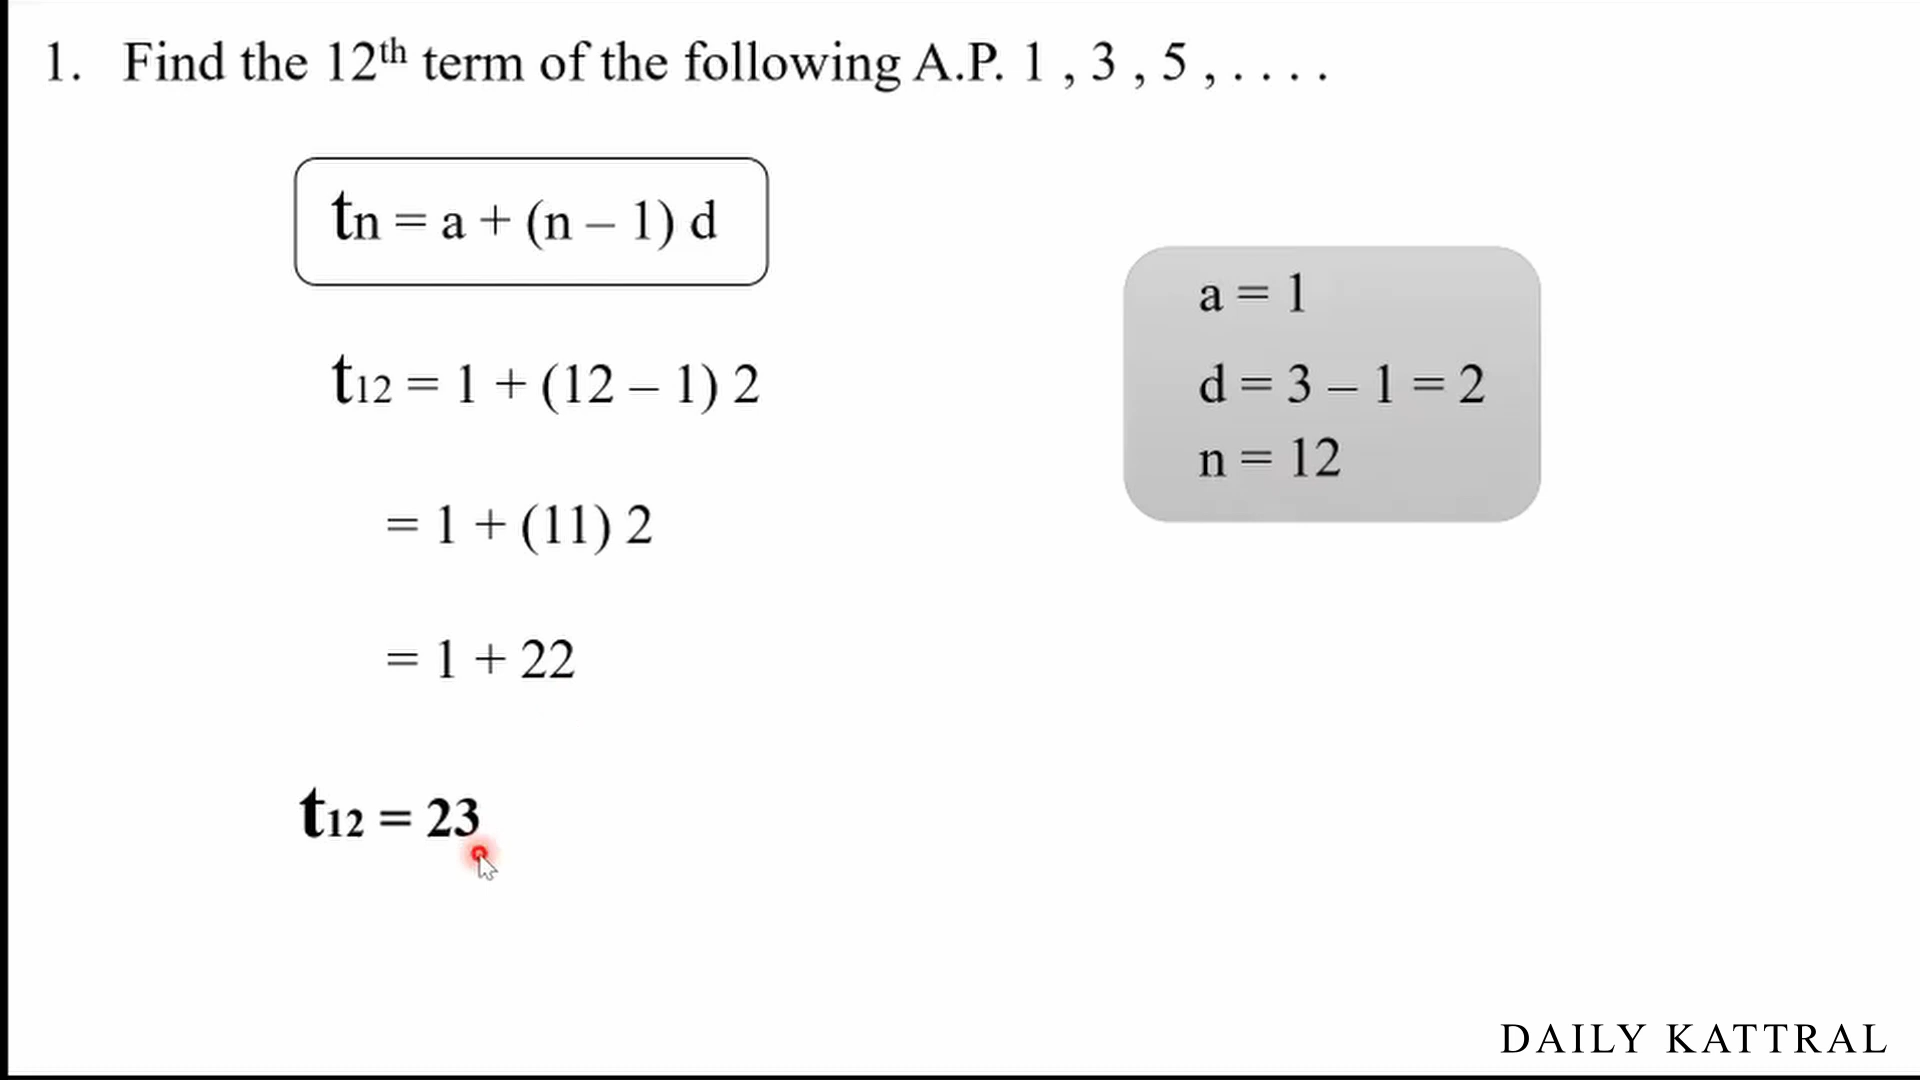 1. Find the 12th term of the following A.P. 1 , 3 , 5 , . . . .
tn = a + (n – 1) d
a = 1
t12 = 1 + (12 – 1) 2
d = 3 – 1 = 2
n = 12
= 1 + (11) 2
= 1 + 22
t12 = 23
DAILY KATTRAL